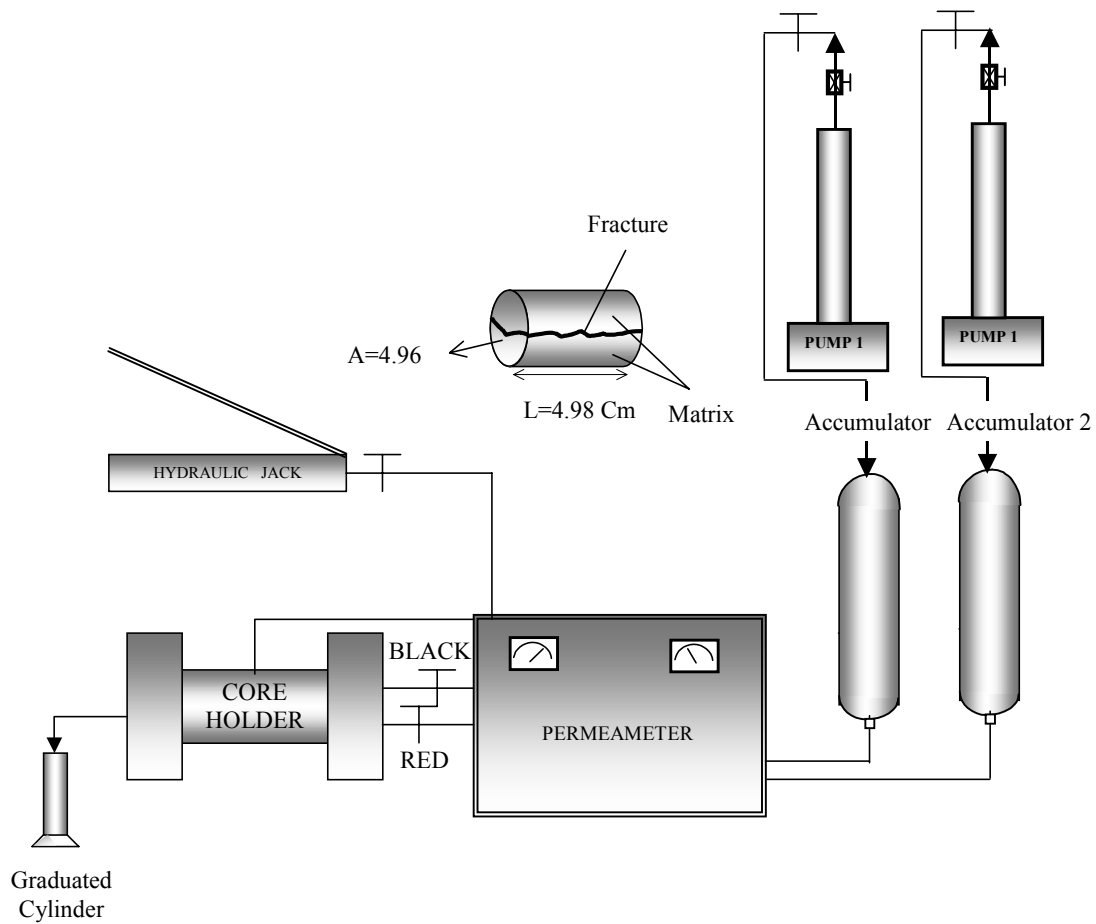 Fracture
A=4.96
L=4.98 Cm
Matrix
PUMP 1
PUMP 1
Accumulator
Accumulator 2
HYDRAULIC JACK
BLACK
CORE
HOLDER
RED
PERMEAMETER
Graduated
Cylinder